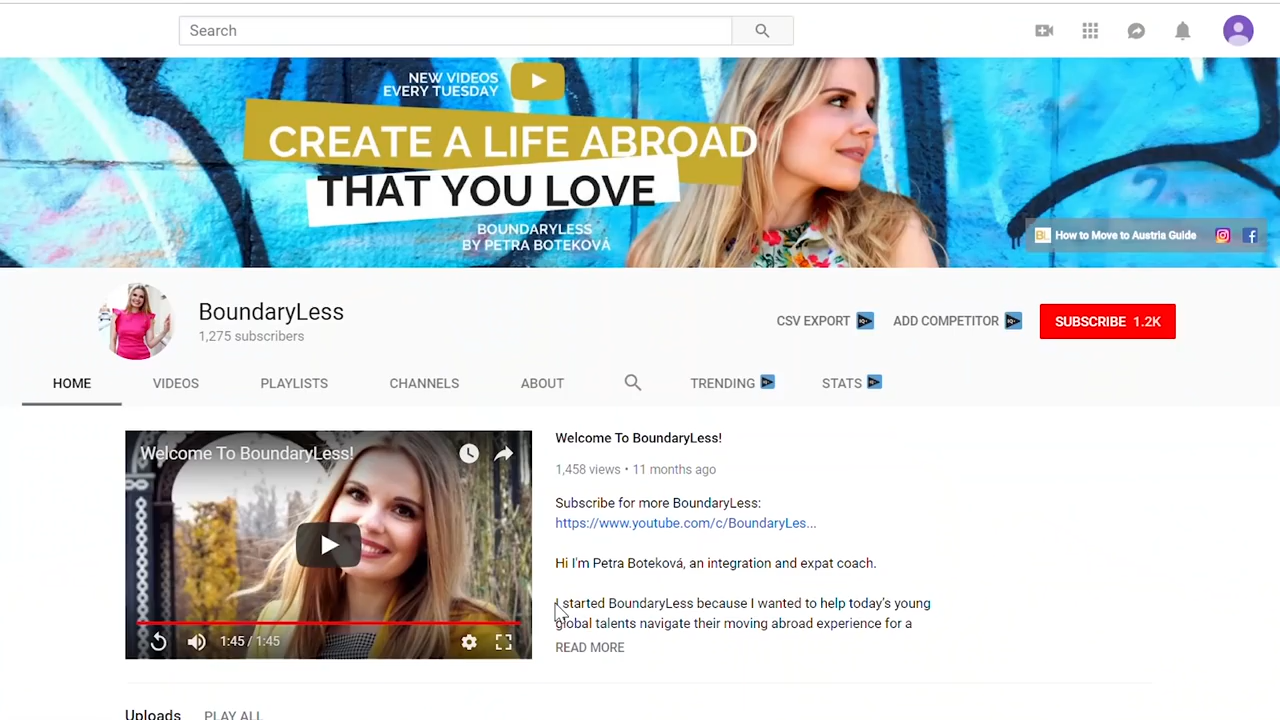 Search
NEW VIDEOS
EVERY TUESDAY
CREATE A LIFE ABROAD
THAT YOU LOVE
BOUNDARYLESS
BY PETRA BOTEKOVÁ
BL How to Move to Austria Guide
BoundaryLess
1,275 subscribers
CSV EXPORT
ADD COMPETITOR
SUBSCRIBE 1.2K
HOME VIDEOS PLAYLISTS CHANNELS ABOUT TRENDING STATS
Welcome To BoundaryLess!
1:45 / 1:45
Welcome To BoundaryLess!
1,458 views • 11 months ago
Subscribe for more BoundaryLess:
https://www.youtube.com/c/BoundaryLes...
Hi I'm Petra Boteková, an integration and expat coach.
I started BoundaryLess because I wanted to help today's young
global talents navigate their moving abroad experience for a
READ MORE
Uploads PLAY ALL